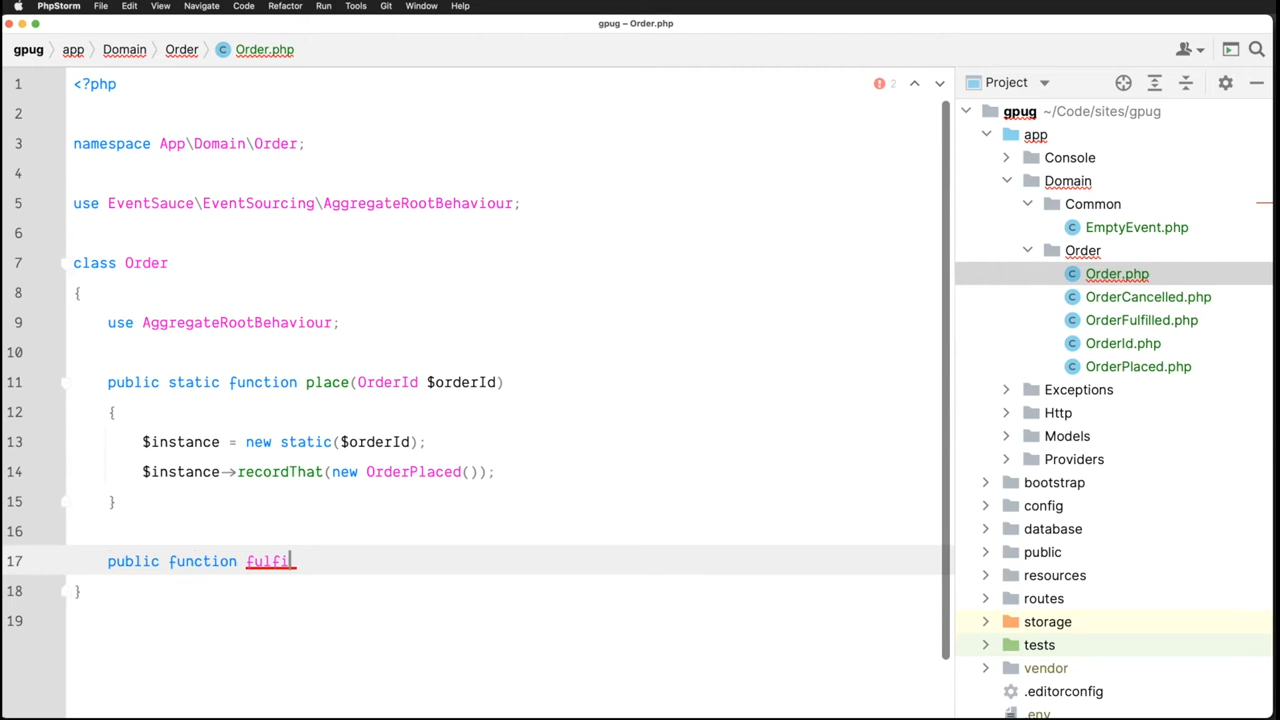 PhpStorm File Edit View Navigate Code Refactor Run Tools Git Window Help
gpug – Order.php
gpug app Domain Order Order.php
1 <?php
2
3 namespace App\Domain\Order;
4
5 use EventSauce\EventSourcing\AggregateRootBehaviour;
6
7 class Order
8 {
9 use AggregateRootBehaviour;
10
11 public static function place(OrderId $orderId)
12 {
13 $instance = new static($orderId);
14 $instance->recordThat(new OrderPlaced());
15 }
16
17 public function fulfi
18 }
19
2
Project
gpug ~/Code/sites/gpug
app
Console
Domain
Common
EmptyEvent.php
Order
Order.php
OrderCancelled.php
OrderFulfilled.php
OrderId.php
OrderPlaced.php
Exceptions
Http
Models
Providers
bootstrap
config
database
public
resources
routes
storage
tests
vendor
.editorconfig
.env